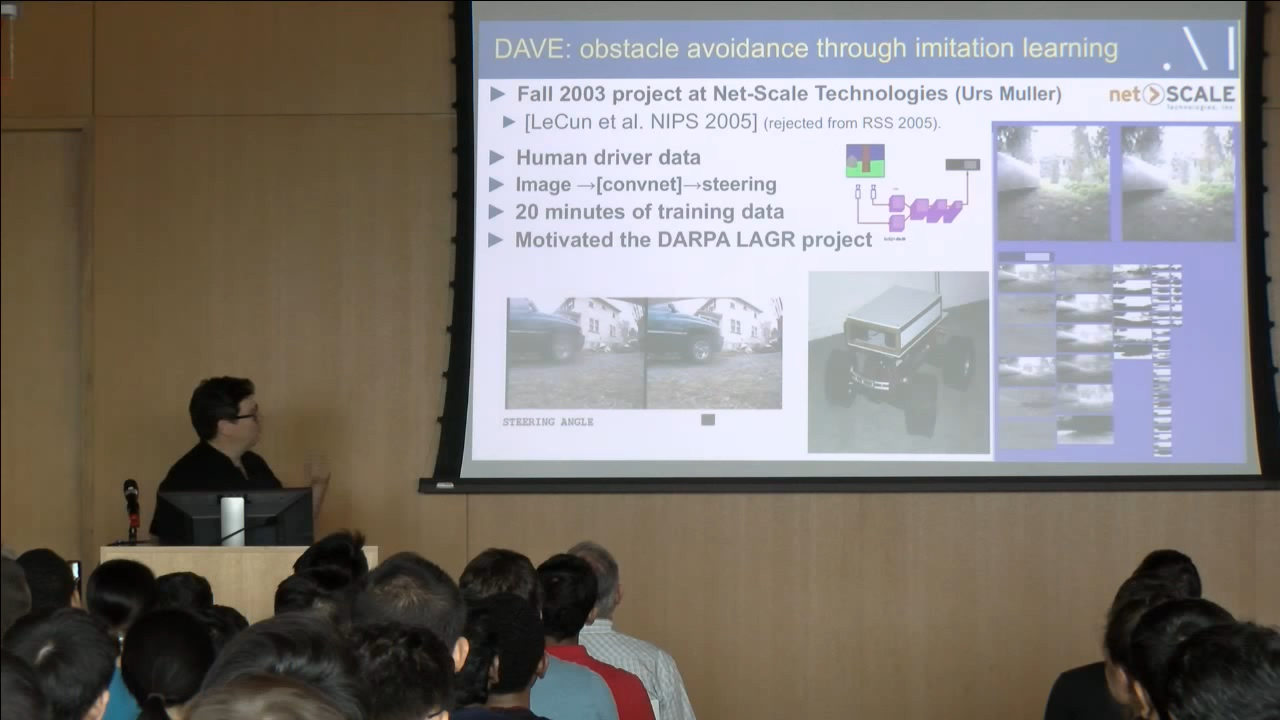 DAVE: obstacle avoidance through imitation learning
.\|
Fall 2003 project at Net-Scale Technologies (Urs Muller)
net SCALE
Technologies, Inc.
[LeCun et al. NIPS 2005] (rejected from RSS 2005).
Human driver data
Image →[convnet]→steering
20 minutes of training data
Motivated the DARPA LAGR project
STEERING ANGLE